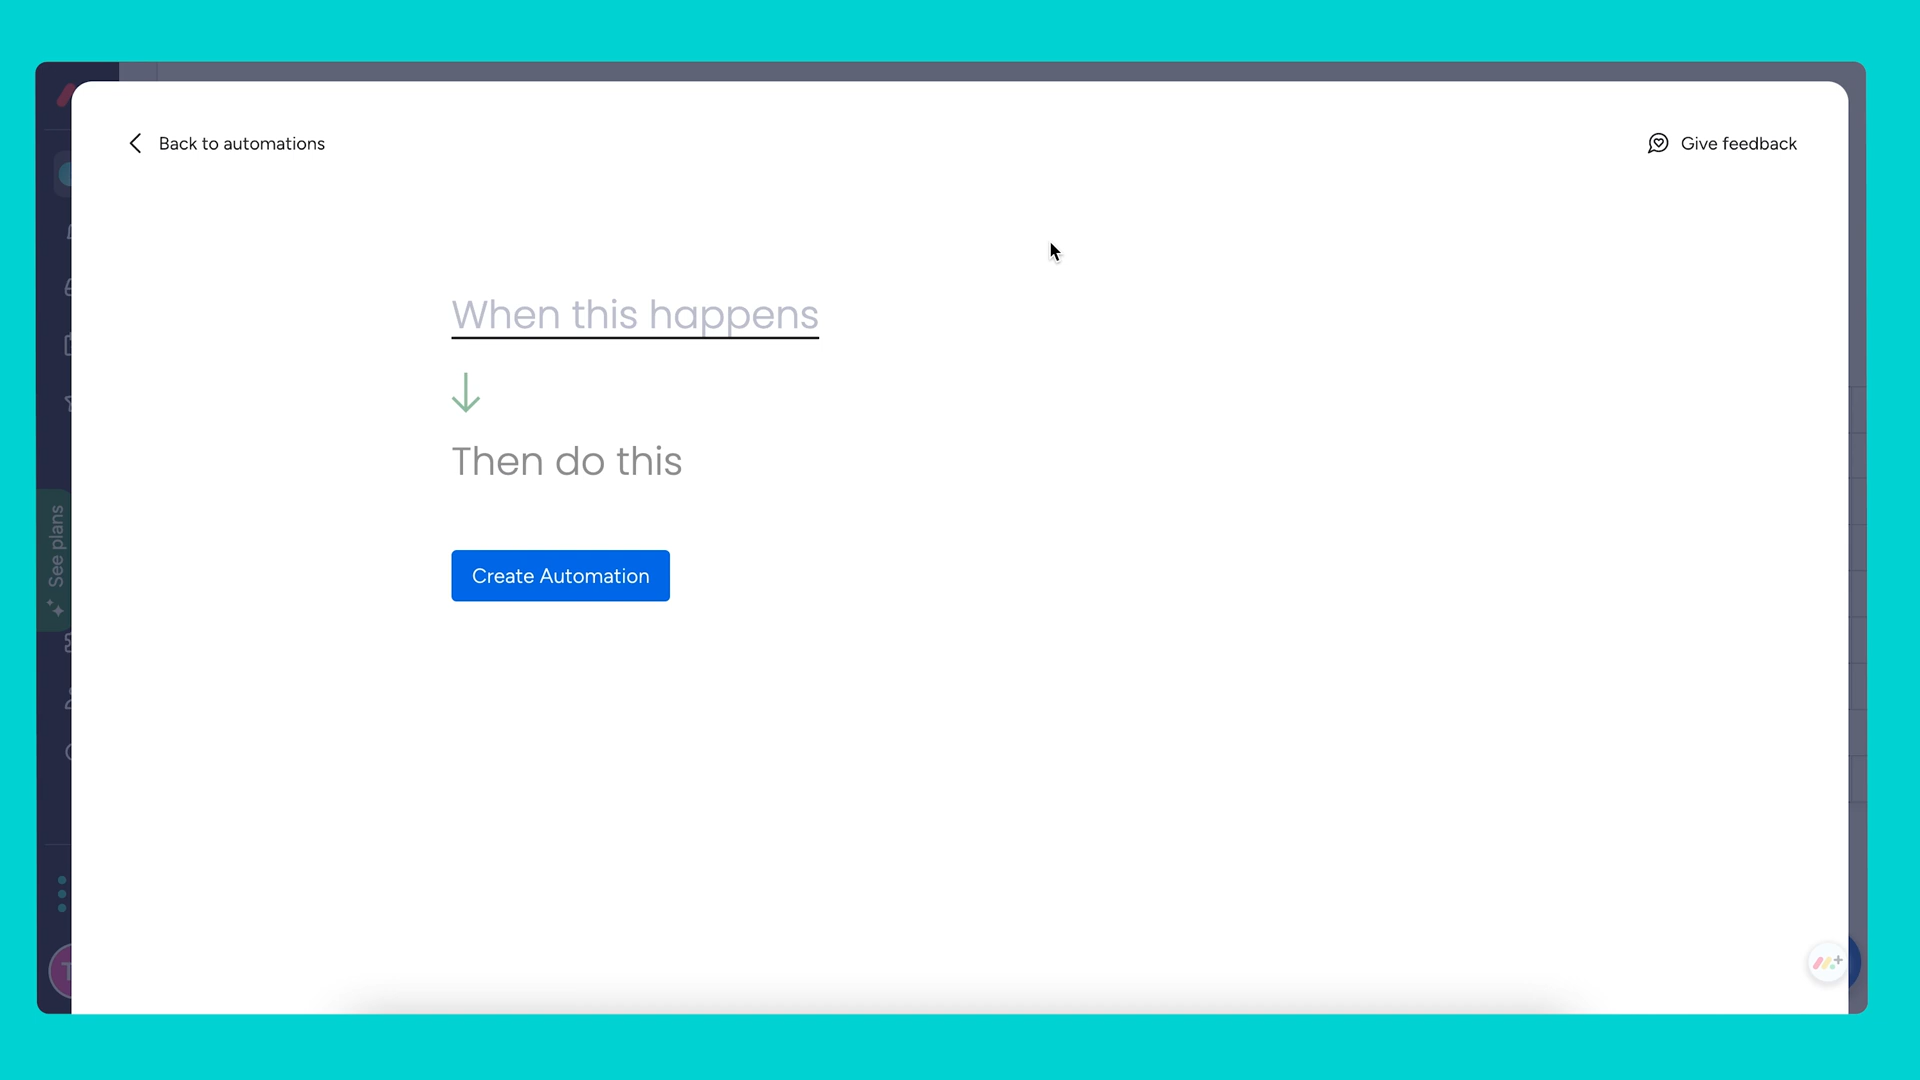 Back to automations
Give feedback
When this happens
Then do this
See plans
Create Automation
T